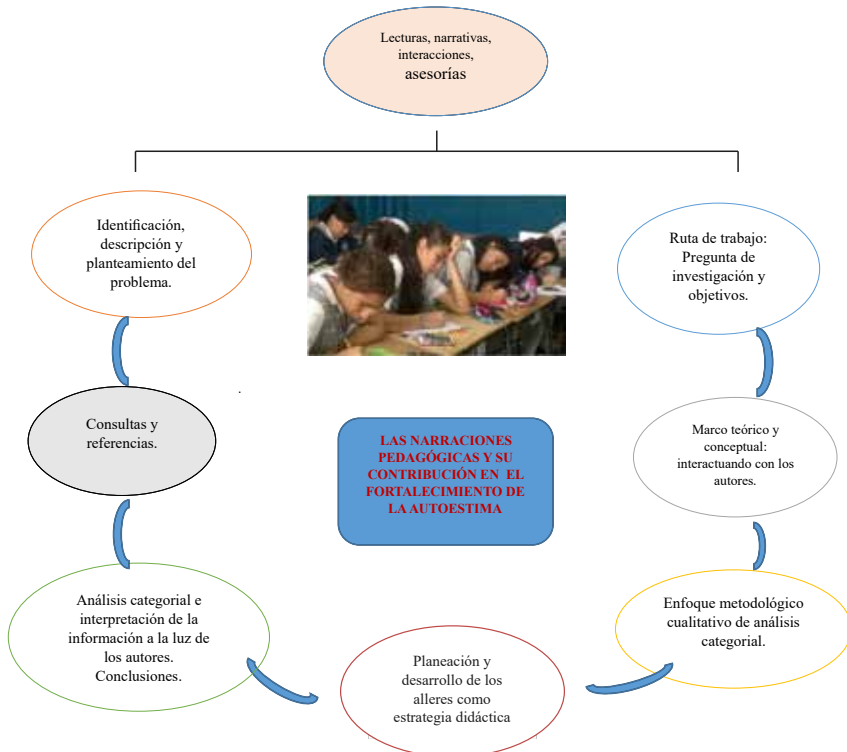 Lecturas, narrativas,
interacciones,
asesorías
Identificación,
descripción y
planteamiento del
problema.
Ruta de trabajo:
Pregunta de
investigación y
objetivos.
Consultas y
referencias.
LAS NARRACIONES
PEDAGÓGICAS Y SU
CONTRIBUCIÓN EN EL
FORTALECIMIENTO DE
LA AUTOESTIMA
Marco teórico y
conceptual:
interactuando con los
autores.
Análisis categorial e
interpretación de la
información a la luz de
los autores.
Conclusiones.
Planeación y
desarrollo de los
alleres como
estrategia didáctica
Enfoque metodológico
cualitativo de análisis
categorial.